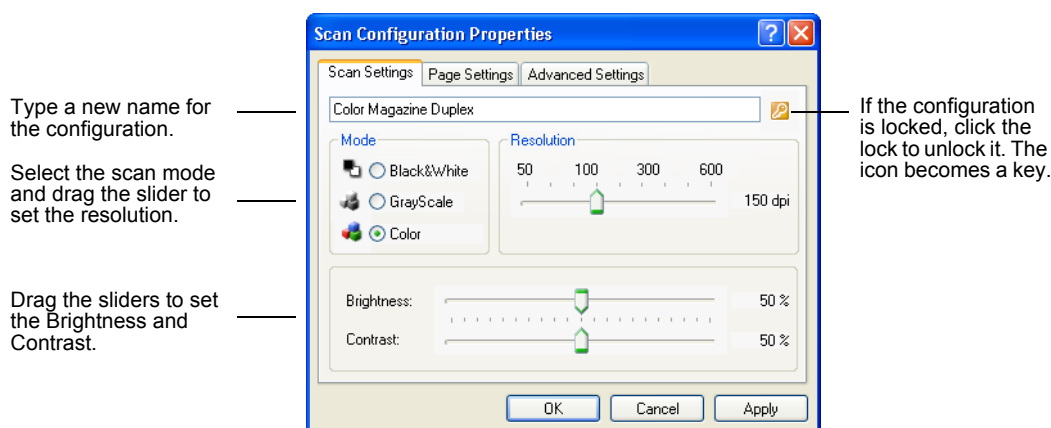 Scan Configuration Properties
Scan Settings
Page Settings
Advanced Settings
Type a new name for
the configuration.
Color Magazine Duplex
If the configuration
is locked, click the
lock to unlock it. The
icon becomes a key.
Select the scan mode
and drag the slider to
set the resolution.
Mode
Black&White
GrayScale
Color
Resolution
50 100 300 600
150 dpi
Drag the sliders to set
the Brightness and
Contrast.
Brightness: 50 %
Contrast: 50 %
OK
Cancel
Apply